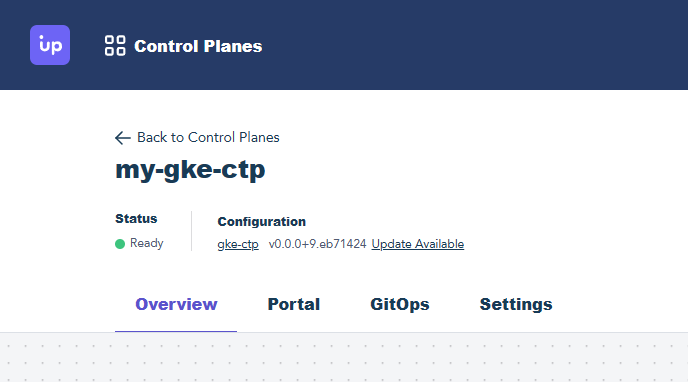 up
Control Planes
Back to Control Planes
my-gke-ctp
Status
Ready
Configuration
gke-ctp v0.0.0+9.eb71424 Update Available
Overview Portal GitOps Settings